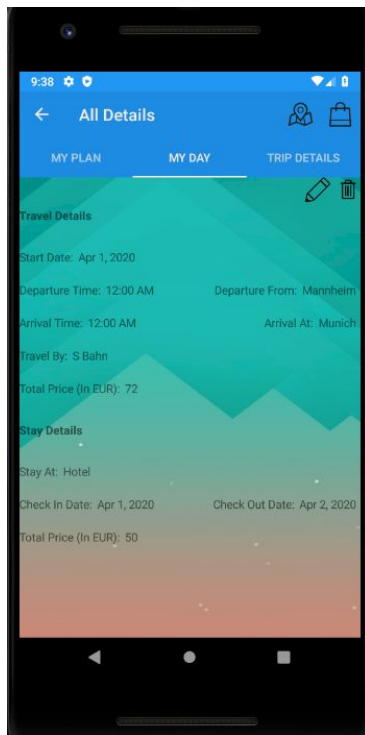 9:38
All Details
MY PLAN MY DAY TRIP DETAILS
Travel Details
Start Date: Apr 1, 2020
Departure Time: 12:00 AM Departure From: Mannheim
Arrival Time: 12:00 AM Arrival At: Munich
Travel By: S Bahn
Total Price (In EUR): 72
Stay Details
Stay At: Hotel
Check In Date: Apr 1, 2020 Check Out Date: Apr 2, 2020
Total Price (In EUR): 50